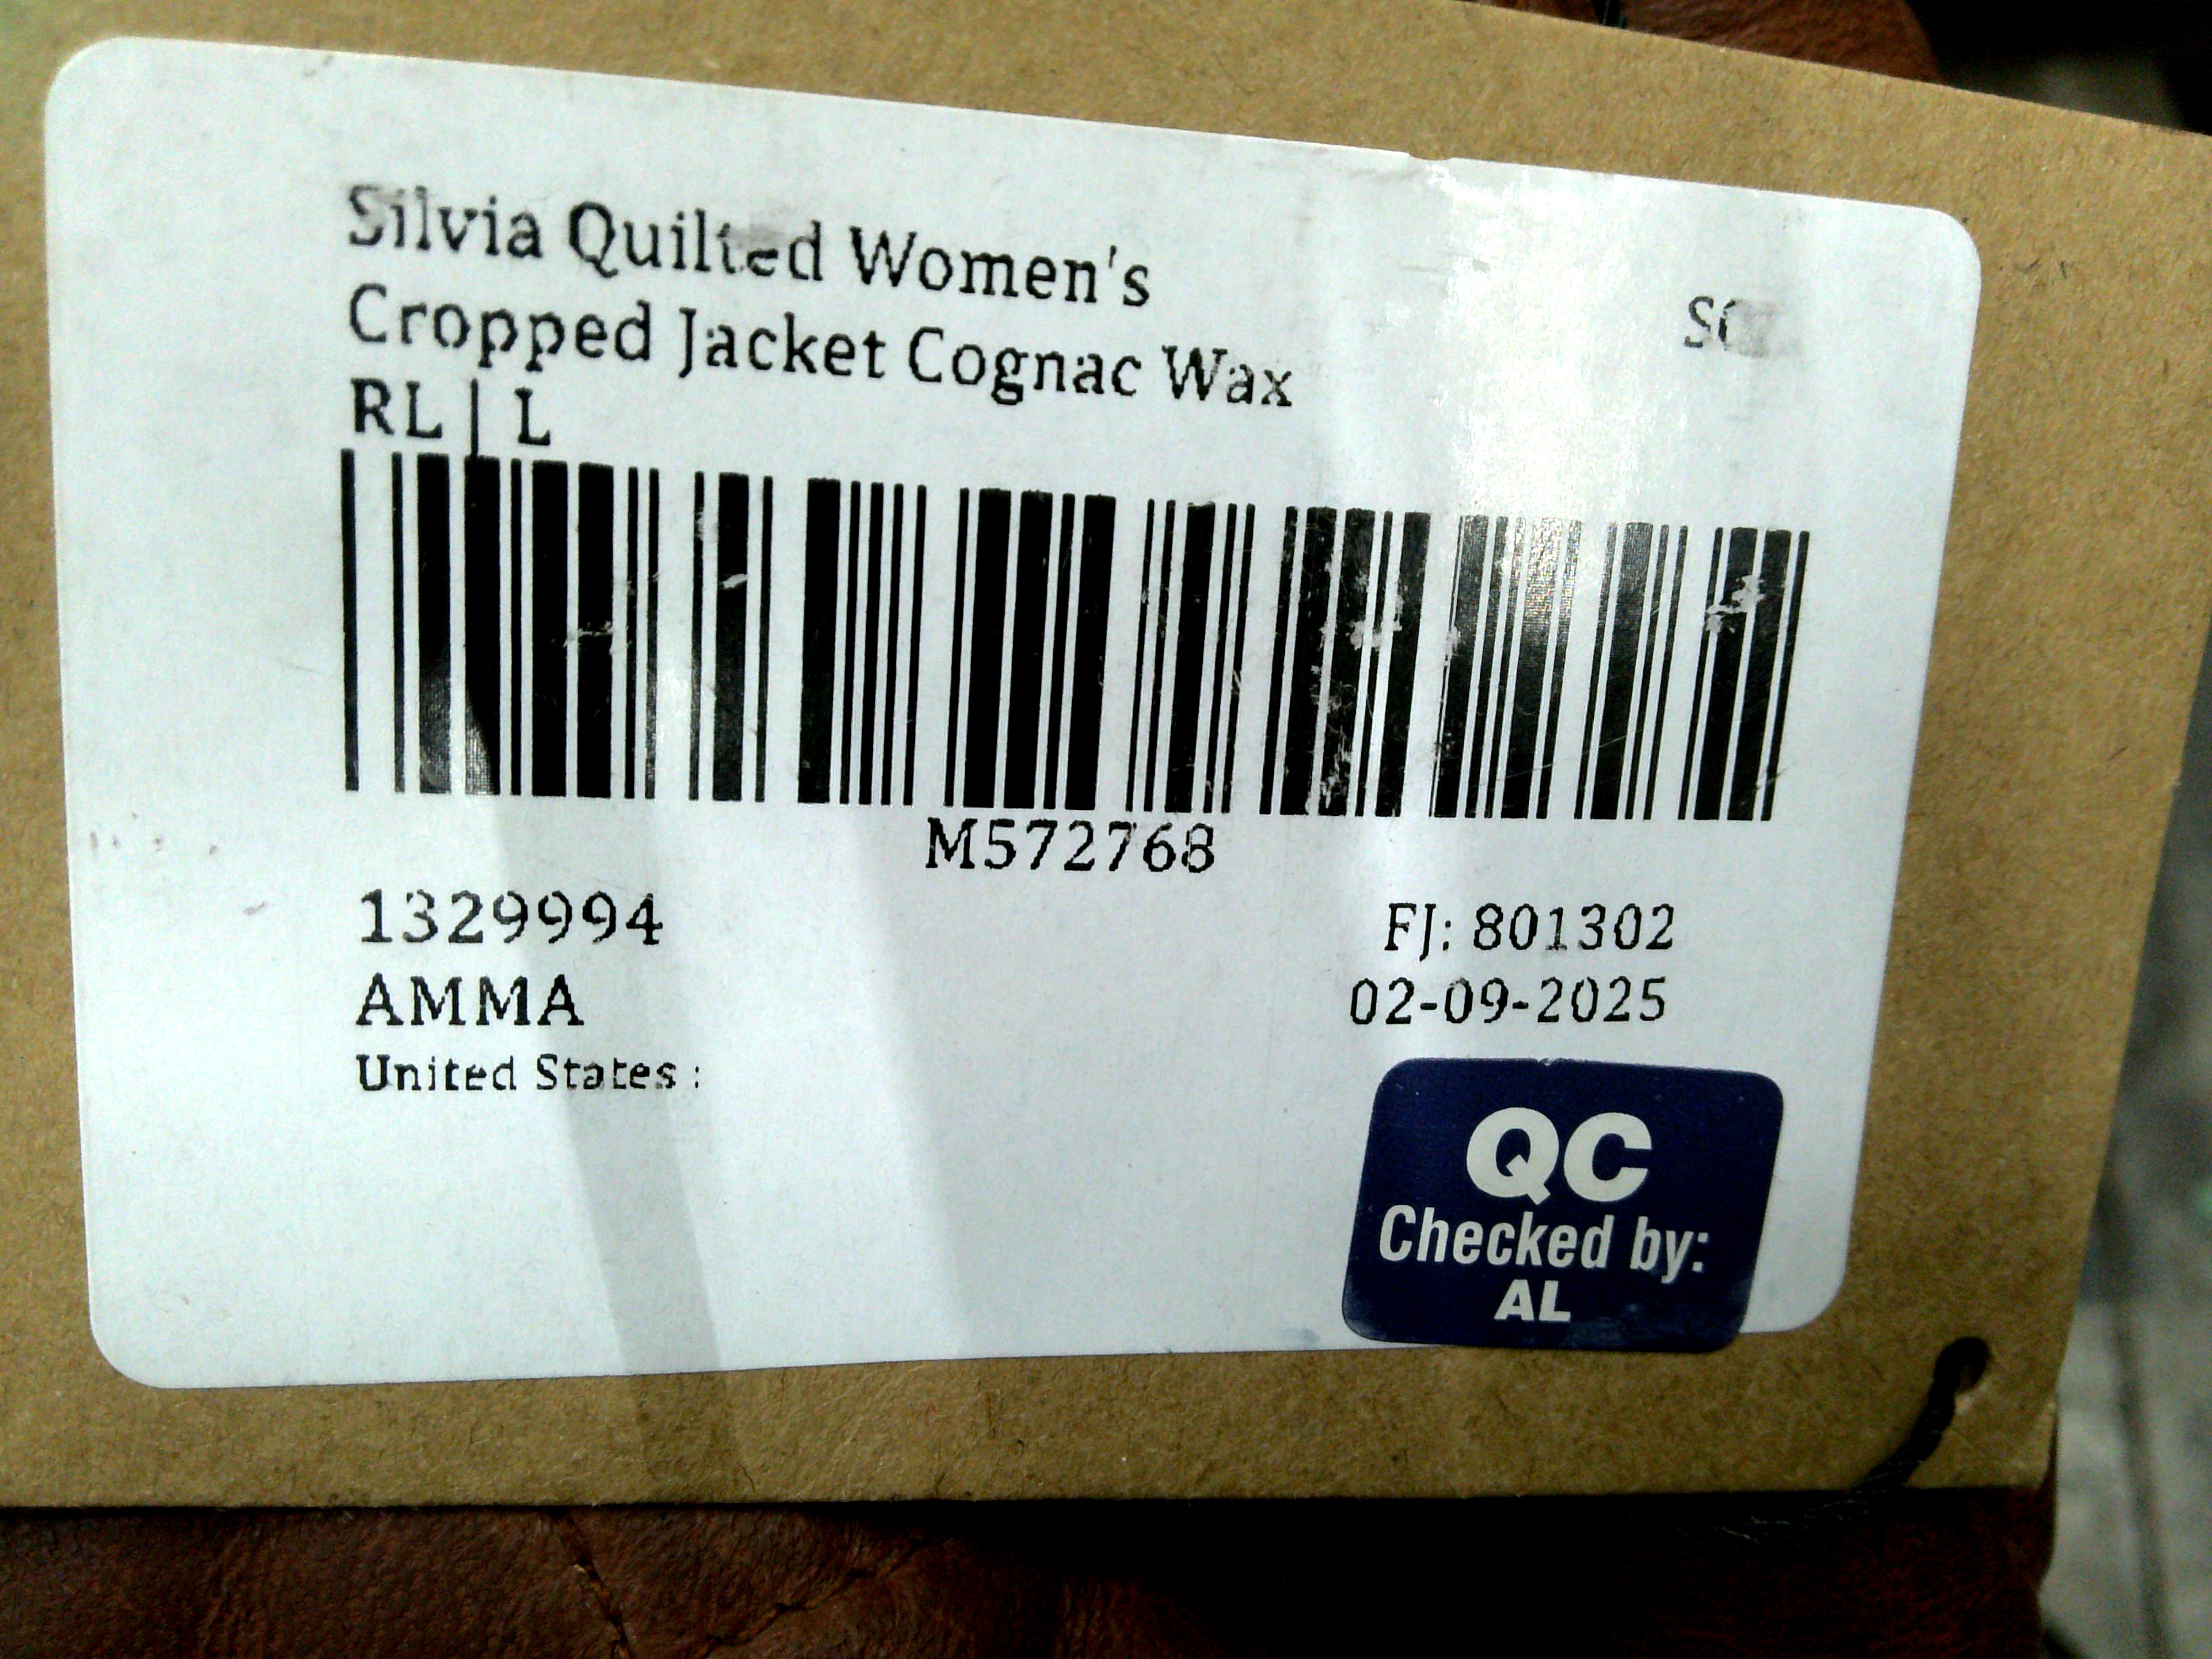 Silvia Quilted Women's
Cropped Jacket Cognac Wax
RL | L
M572768
1329994
FJ: 801302
AMMA
02-09-2025
United States :
QC
Checked by:
AL